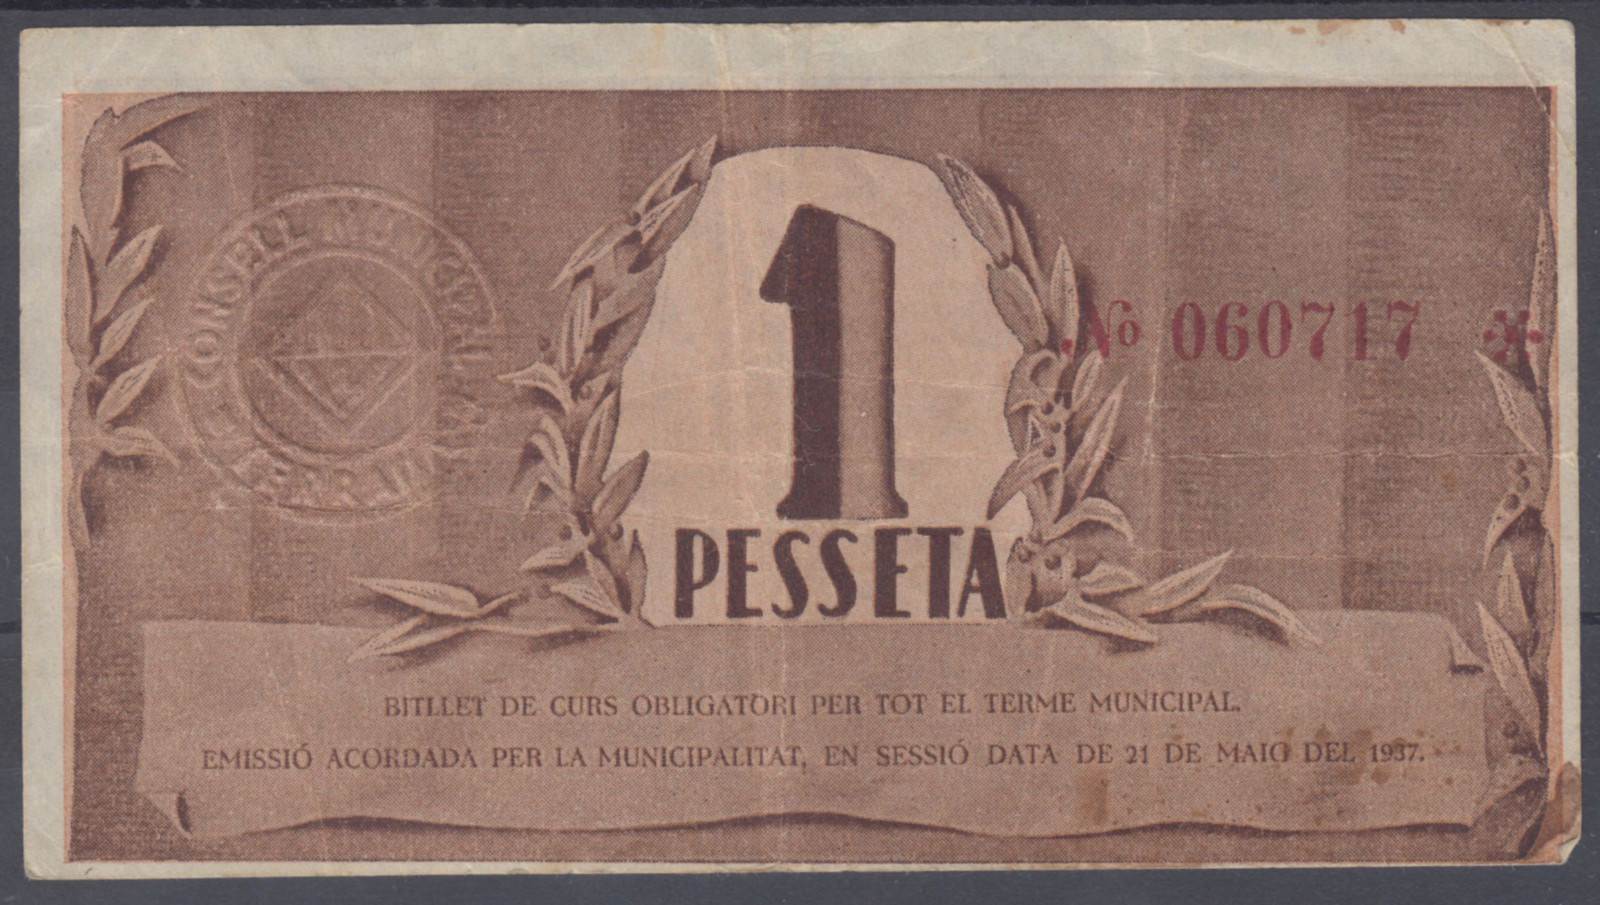 CONSELL MUNICIPAL
1
Nº 060717 *
PESSETA
BITLLET DE CURS OBLIGATORI PER TOT EL TERME MUNICIPAL.
EMISSIÓ ACORDADA PER LA MUNICIPALITAT, EN SESSIÓ DATA DE 21 DE MAIG DEL 1937.